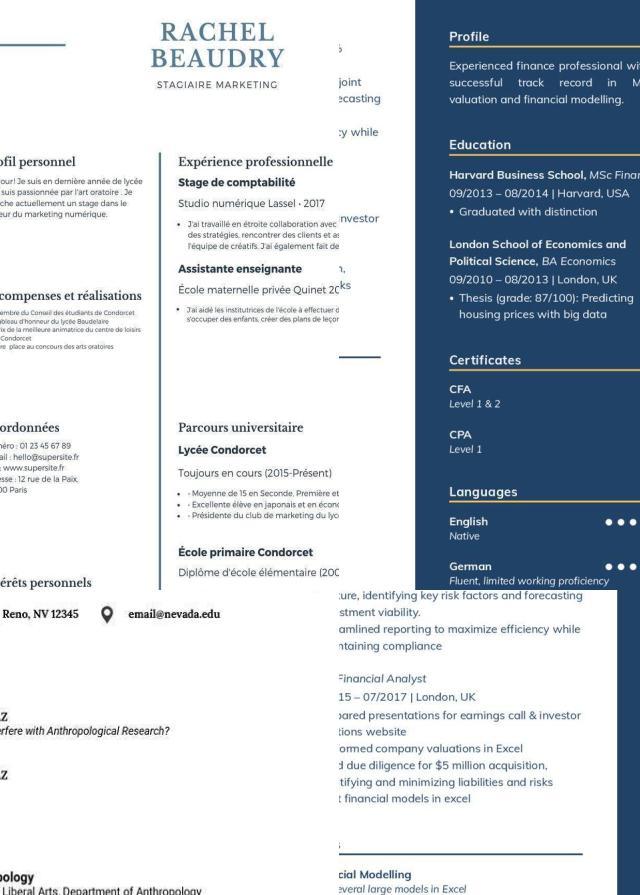 RACHEL
BEAUDRY
STAGIAIRE MARKETING
ofil personnel
our! Je suis en dernière année de lycée
suis passionnée par l'art oratoire . Je
che actuellement un stage dans le
eur du marketing numérique.
compenses et réalisations
embre du Conseil des étudiants de Condorcet
ableau d'honneur du lycée Baudelaire
rix de la meilleure animatrice du centre de loisirs
Condorcet
re place au concours des arts oratoires
ordonnées
néro : 01 23 45 67 89
ail : hello@supersite.fr
: www.supersite.fr
esse : 12 rue de la Paix,
00 Paris
érêts personnels
Expérience professionnelle
Stage de comptabilité
Studio numérique Lassel • 2017
• J'ai travaillé en étroite collaboration avec
des stratégies, rencontrer des clients et as
l'équipe de créatifs. J'ai également fait de
Assistante enseignante
École maternelle privée Quinet 20
• J'ai aidé les institutrices de l'école à effectuer d
s'occuper des enfants, créer des plans de leçon
Parcours universitaire
Lycée Condorcet
Toujours en cours (2015-Présent)
• - Moyenne de 15 en Seconde, Première et
• - Excellente élève en japonais et en écono
• - Présidente du club de marketing du lyc
École primaire Condorcet
Diplôme d'école élémentaire (200
%
joint
ecasting
cy while
nvestor
n,
ks
Profile
Experienced finance professional wit
successful track record in M
valuation and financial modelling.
Education
Harvard Business School, MSc Finan
09/2013 – 08/2014 | Harvard, USA
• Graduated with distinction
London School of Economics and
Political Science, BA Economics
09/2010 – 08/2013 | London, UK
• Thesis (grade: 87/100): Predicting
housing prices with big data
Certificates
CFA
Level 1 & 2
CPA
Level 1
Languages
English
Native
German
Fluent, limited working proficiency
Reno, NV 12345 email@nevada.edu
Z
erfere with Anthropological Research?
Z
pology
Liberal Arts, Department of Anthropology
ture, identifying key risk factors and forecasting
stment viability.
amlined reporting to maximize efficiency while
ntaining compliance
Financial Analyst
15 – 07/2017 | London, UK
pared presentations for earnings call & investor
tions website
ormed company valuations in Excel
d due diligence for $5 million acquisition,
tifying and minimizing liabilities and risks
t financial models in excel
s
cial Modelling
everal large models in Excel